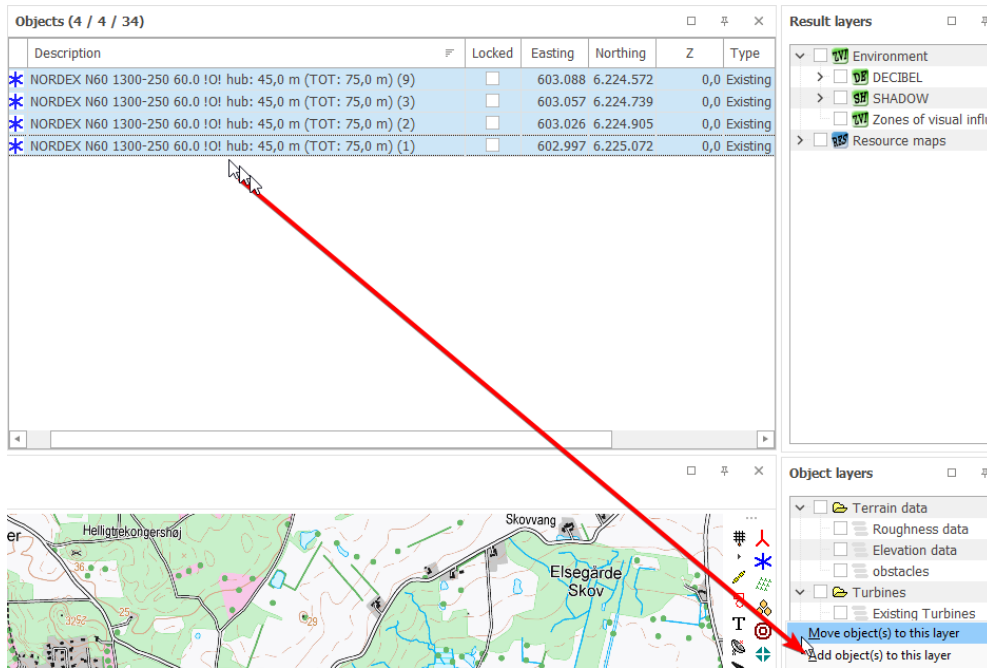 Objects (4 / 4 / 34)
Description Locked Easting Northing Z Type
NORDEX N60 1300-250 60.0 !O! hub: 45,0 m (TOT: 75,0 m) (9) 603.088 6.224.572 0,0 Existing
NORDEX N60 1300-250 60.0 !O! hub: 45,0 m (TOT: 75,0 m) (3) 603.057 6.224.739 0,0 Existing
NORDEX N60 1300-250 60.0 !O! hub: 45,0 m (TOT: 75,0 m) (2) 603.026 6.224.905 0,0 Existing
NORDEX N60 1300-250 60.0 !O! hub: 45,0 m (TOT: 75,0 m) (1) 602.997 6.225.072 0,0 Existing
Result layers
ZVI Environment
DECIBEL
SH SHADOW
ZVI Zones of visual influ
RES Resource maps
er
Helligtrekongershøj
Skovvang
Elsegårde
Skov
36
25
29
T
Object layers
Terrain data
Roughness data
Elevation data
obstacles
Turbines
Existing Turbines
Move object(s) to this layer
Add object(s) to this layer